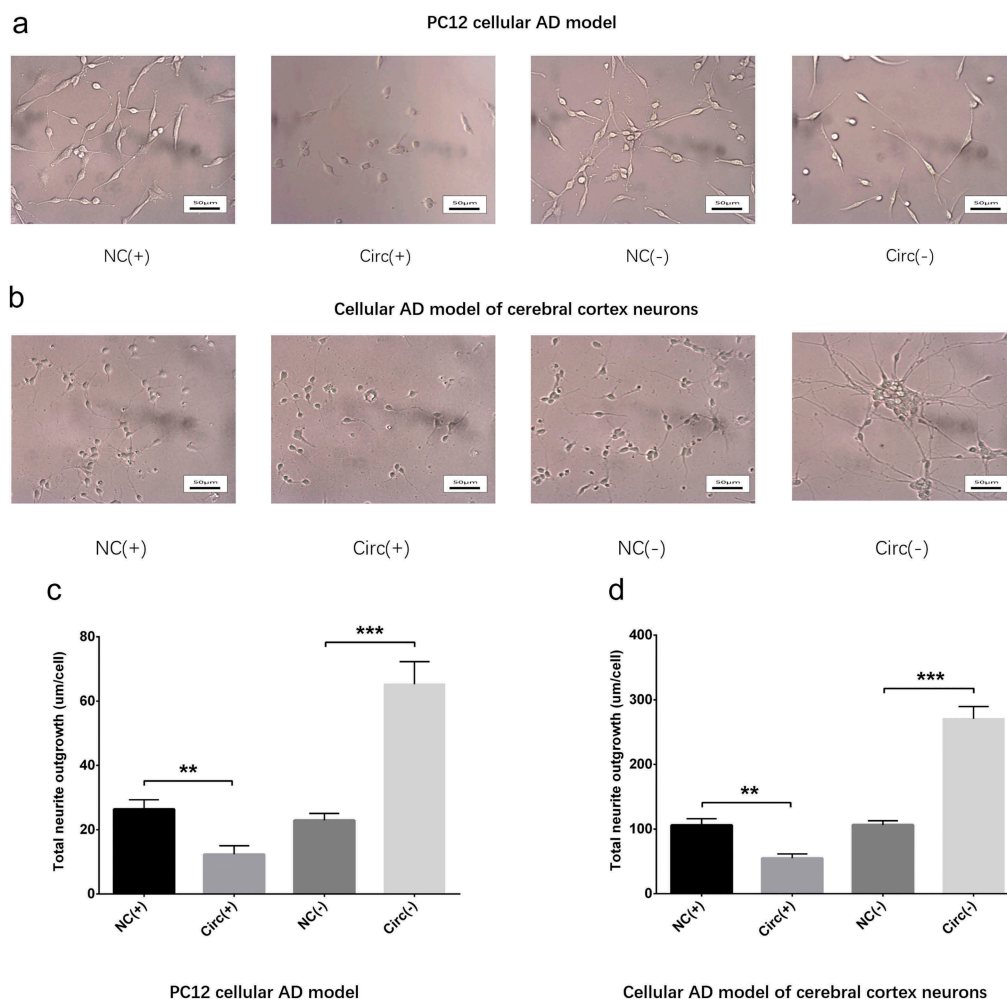 a
PC12 cellular AD model
50μm
50μm
50μm
50μm
NC(+)
Circ(+)
NC(-)
Circ(-)
b
Cellular AD model of cerebral cortex neurons
50μm
50μm
50μm
50μm
NC(+)
Circ(+)
NC(-)
Circ(-)
c
Total neurite outgrowth (um/cell)
80
60
40
20
0
**
***
NC(+)
Circ(+)
NC(-)
Circ(-)
PC12 cellular AD model
d
Total neurite outgrowth (um/cell)
400
300
200
100
0
**
***
NC(+)
Circ(+)
NC(-)
Circ(-)
Cellular AD model of cerebral cortex neurons